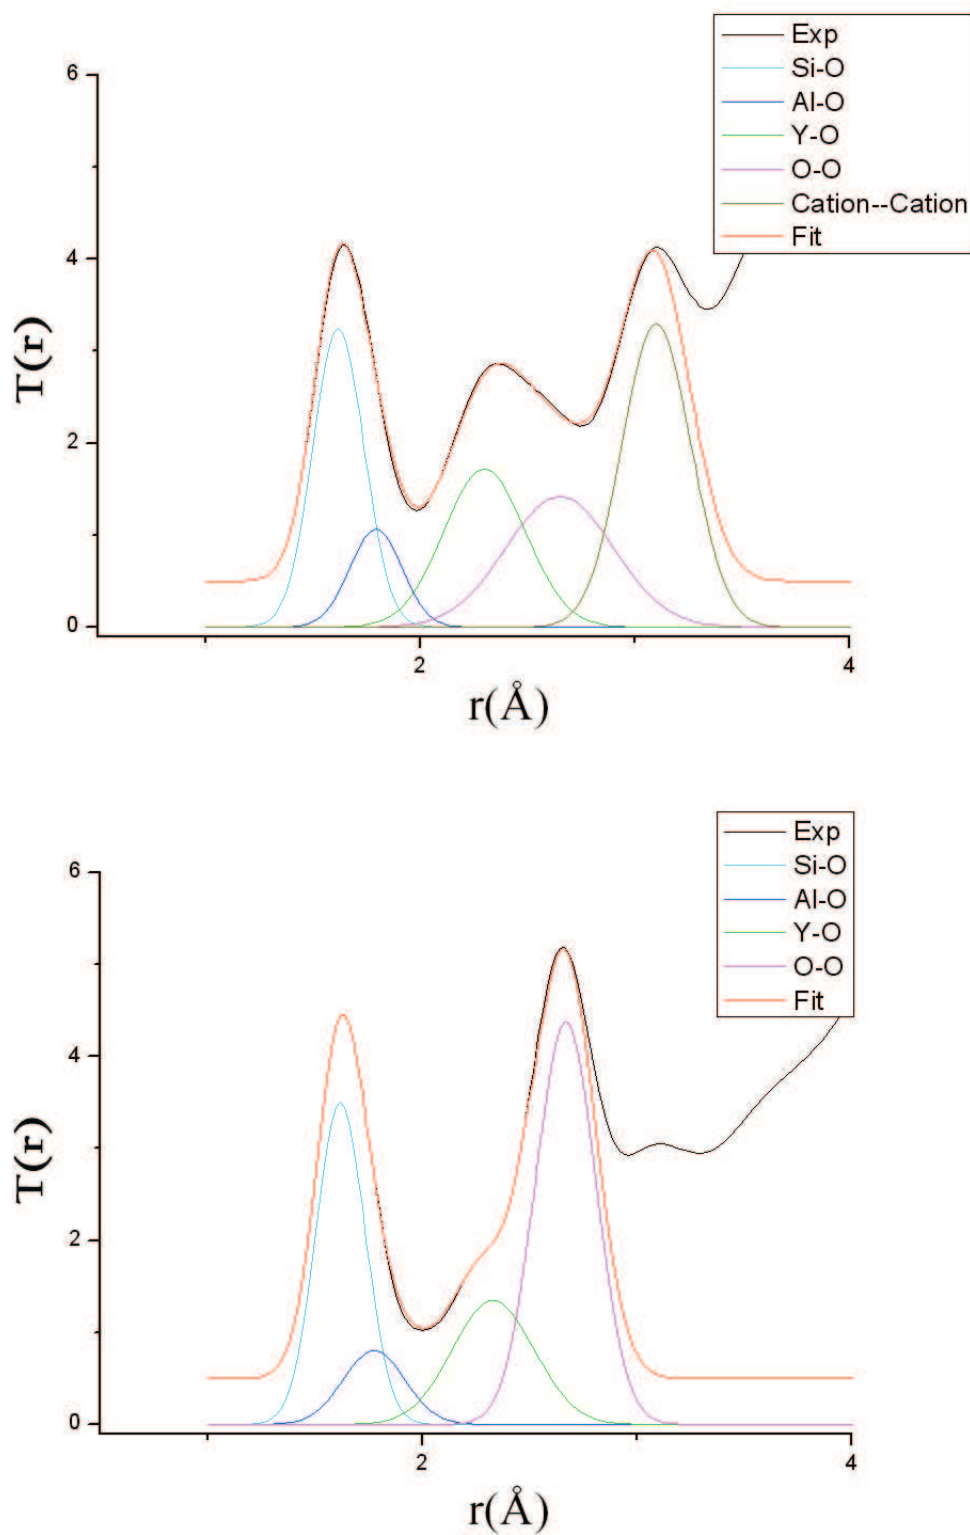 Exp
Si-O
Al-O
Y-O
O-O
Cation--Cation
Fit
6
4
2
0
T(r)
2
4
r(Å)
Exp
Si-O
Al-O
Y-O
O-O
Fit
6
4
2
0
T(r)
2
4
r(Å)